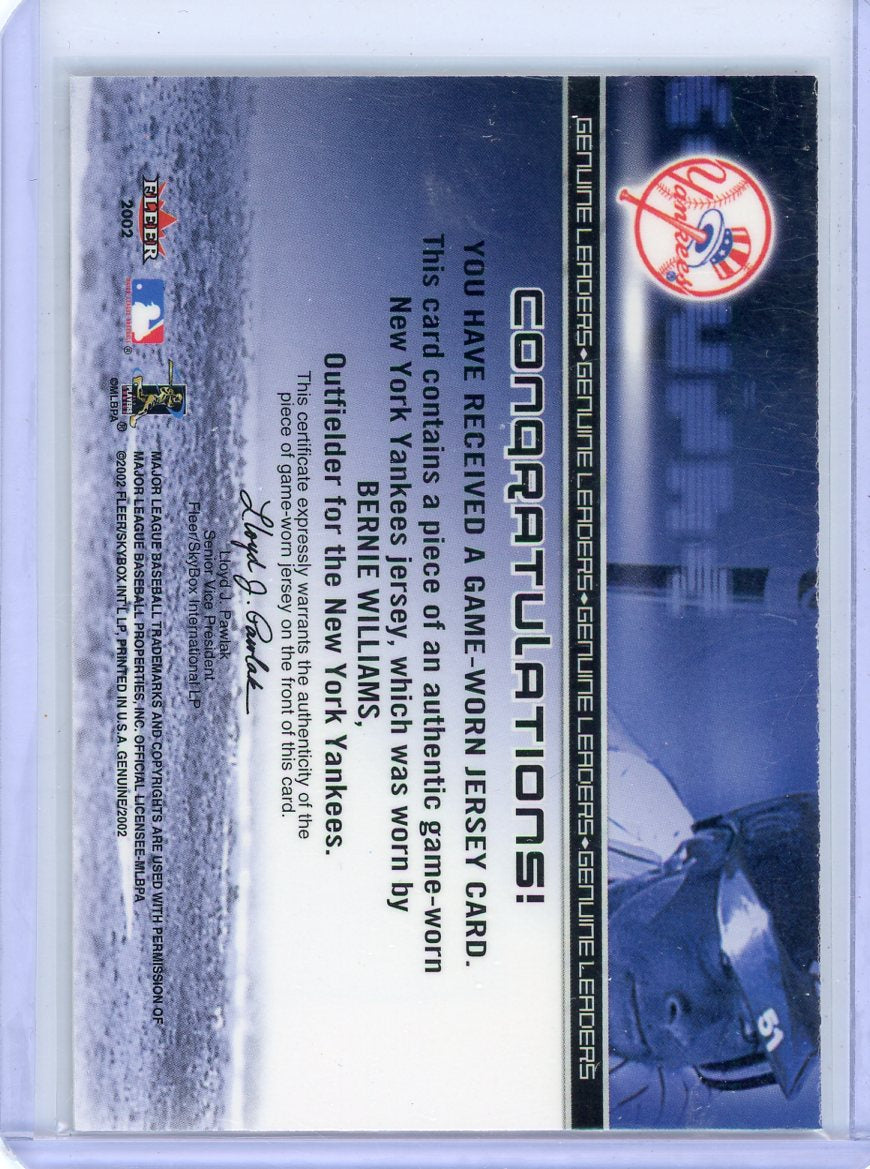 Yankees
51
GENUINE LEADERS◆GENUINE LEADERS◆GENUINE LEADERS◆GENUINE LEADERS
CONGRATULATIONS!
YOU HAVE RECEIVED A GAME-WORN JERSEY CARD.
This card contains a piece of an authentic game-worn
New York Yankees jersey, which was worn by
BERNIE WILLIAMS,
Outfielder for the New York Yankees.
This certificate expressly warrants the authenticity of the
piece of game-worn jersey on the front of this card.
Lloyd J. Pawlak
Lloyd J. Pawlak
Senior Vice President
Fleer/SkyBox International LP
FLEER
2002
©MLBPA
MAJOR LEAGUE BASEBALL TRADEMARKS AND COPYRIGHTS ARE USED WITH PERMISSION OF
MAJOR LEAGUE BASEBALL PROPERTIES, INC. OFFICIAL LICENSEE-MLBPA
©2002 FLEER/SKYBOX INT'L LP, PRINTED IN U.S.A. GENUINE/2002